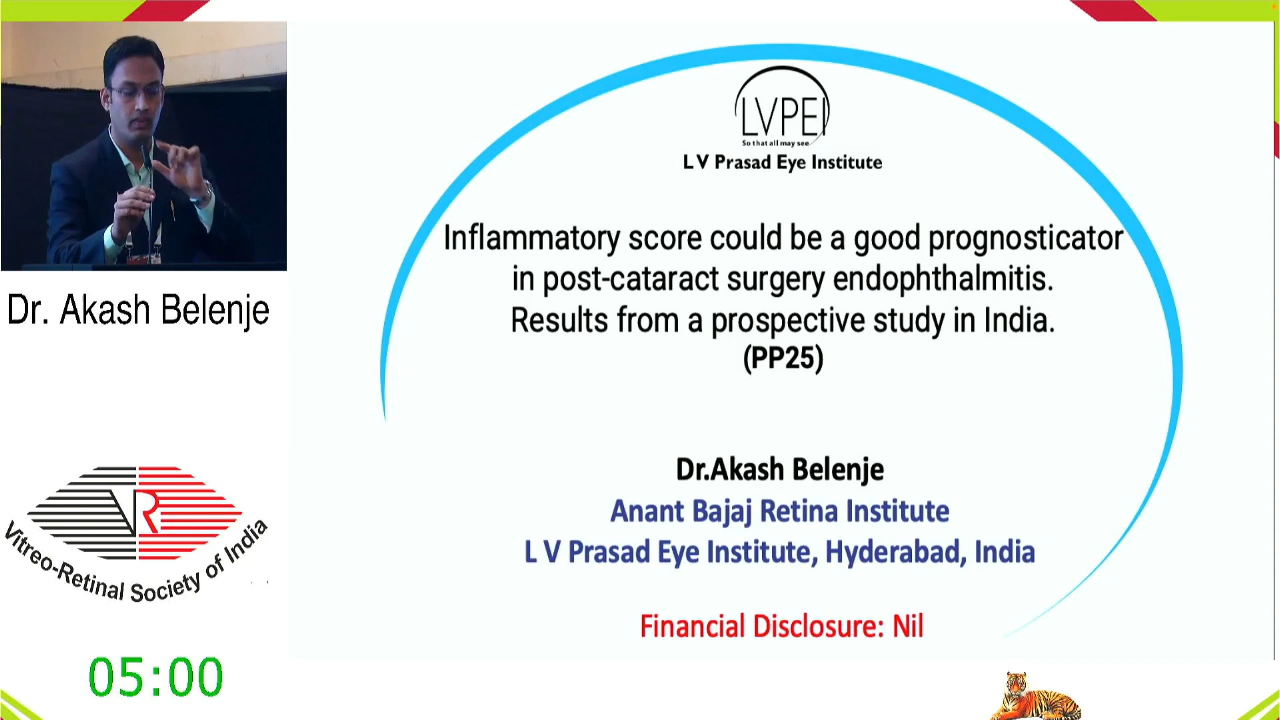 LVPEI
So that all may see
L V Prasad Eye Institute
Inflammatory score could be a good prognosticator
in post-cataract surgery endophthalmitis.
Results from a prospective study in India.
(PP25)
Dr.Akash Belenje
Anant Bajaj Retina Institute
L V Prasad Eye Institute, Hyderabad, India
Financial Disclosure: Nil
Dr. Akash Belenje
VR
Vitreo-Retinal Society of India
05:00